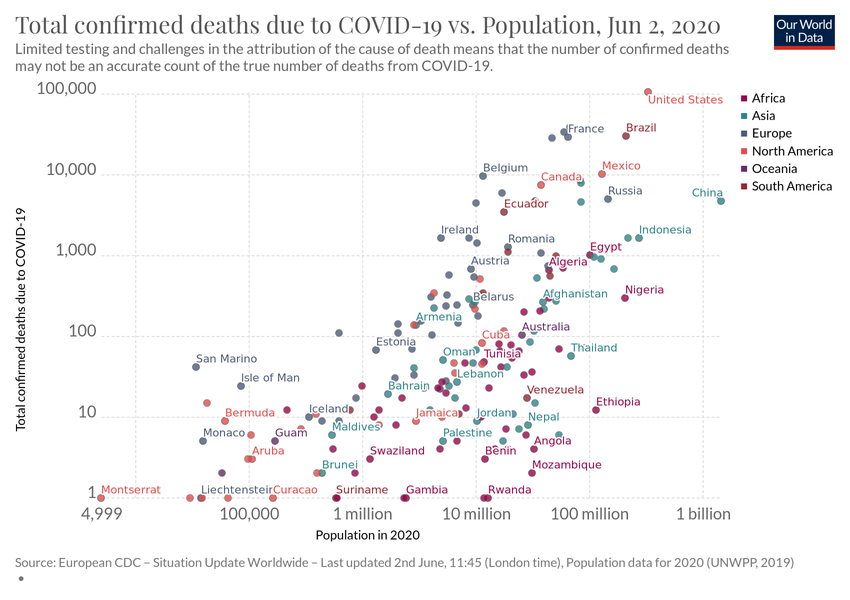 Total confirmed deaths due to COVID-19 vs. Population, Jun 2, 2020
Our World
in Data
Limited testing and challenges in the attribution of the cause of death means that the number of confirmed deaths
may not be an accurate count of the true number of deaths from COVID-19.
100,000
United States
Africa
Asia
Europe
North America
Oceania
South America
France
Brazil
10,000
Belgium
Mexico
Canada
Russia
China
Ecuador
Ireland
Indonesia
Romania
Egypt
1,000
Austria
Algeria
Belarus
Afghanistan
Nigeria
Armenia
Australia
100
Cuba
Estonia
Thailand
Oman
Tunisia
San Marino
Lebanon
Isle of Man
Bahrain
Venezuela
Ethiopia
Bermuda
Iceland
Jamaica
Jordan
Nepal
10
Maldives
Monaco
Guam
Palestine
Angola
Aruba
Swaziland
Benin
Brunei
Mozambique
Montserrat
Liechtenstein
Curacao
Suriname
Gambia
Rwanda
1
4,999
100,000
1 million
10 million
100 million
1 billion
Population in 2020
Total confirmed deaths due to COVID-19
Source: European CDC – Situation Update Worldwide – Last updated 2nd June, 11:45 (London time), Population data for 2020 (UNWPP, 2019)